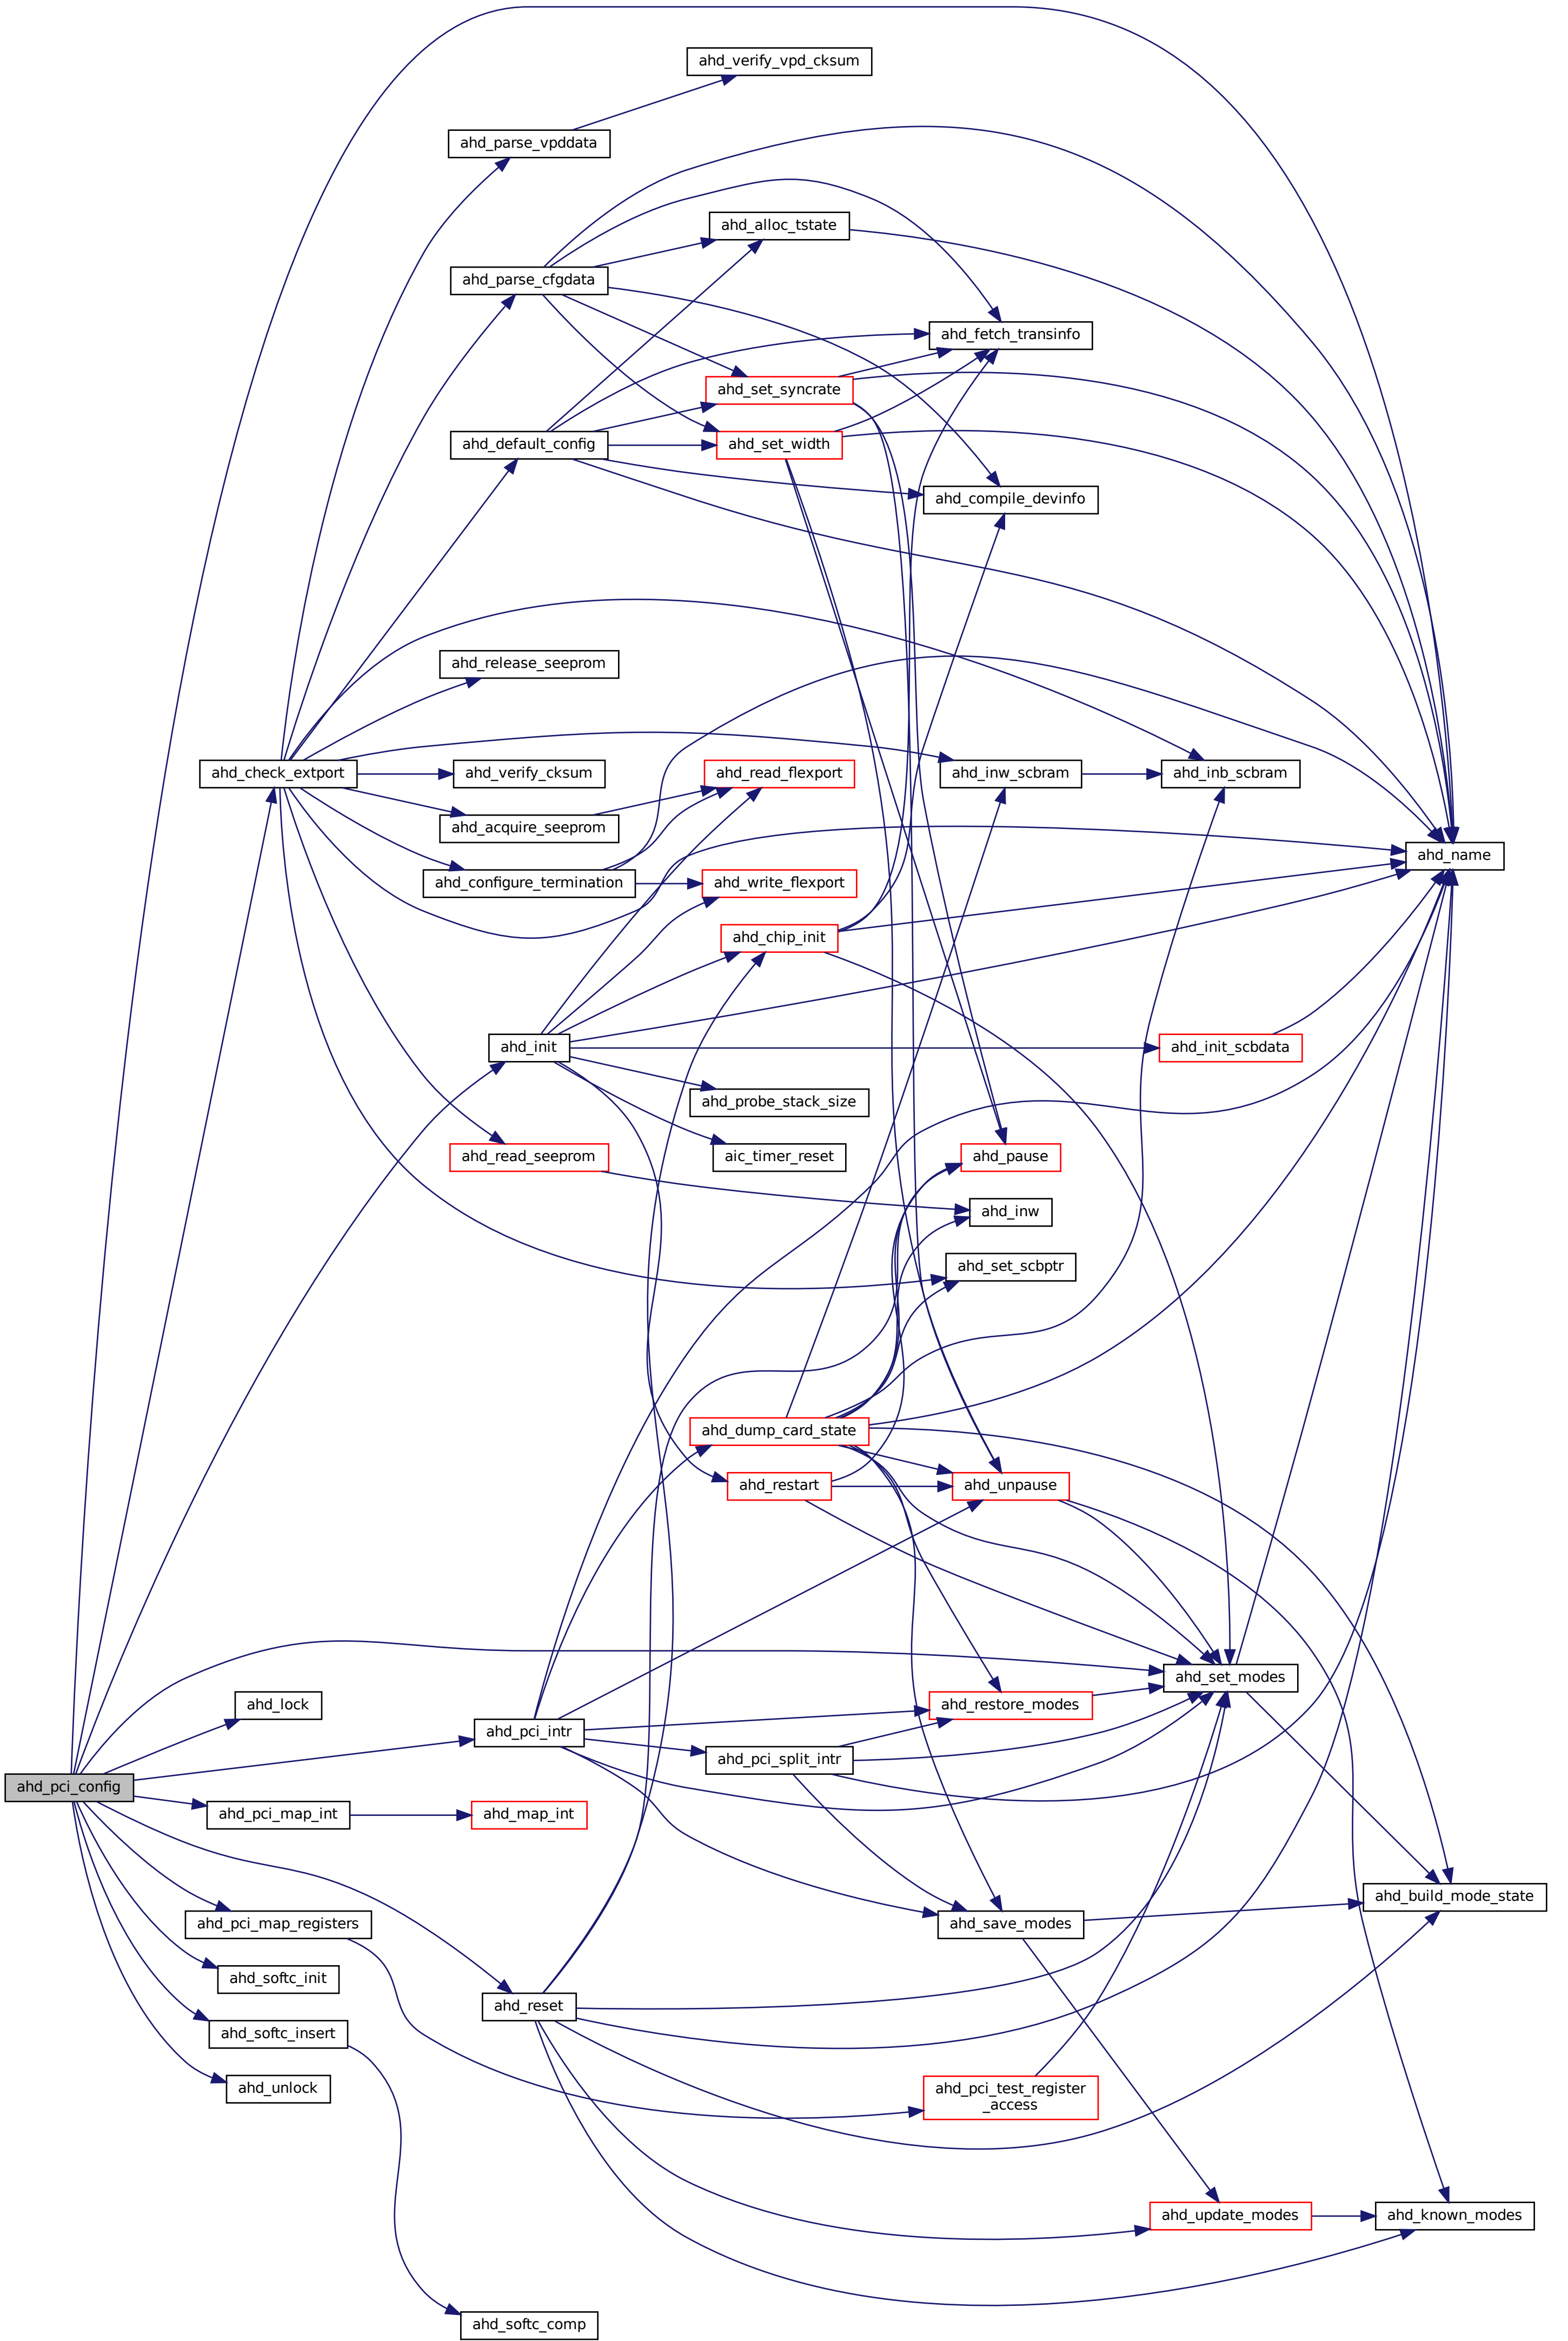 ahd_verify_vpd_cksum
ahd_parse_vpddata
ahd_alloc_tstate
ahd_parse_cfgdata
ahd_fetch_transinfo
ahd_set_syncrate
ahd_default_config
ahd_set_width
ahd_compile_devinfo
ahd_release_seeprom
ahd_check_extport
ahd_verify_cksum
ahd_read_flexport
ahd_inw_scbram
ahd_inb_scbram
ahd_acquire_seeprom
ahd_name
ahd_configure_termination
ahd_write_flexport
ahd_chip_init
ahd_init
ahd_init_scbdata
ahd_probe_stack_size
ahd_read_seeprom
aic_timer_reset
ahd_pause
ahd_inw
ahd_set_scbptr
ahd_dump_card_state
ahd_restart
ahd_unpause
ahd_set_modes
ahd_lock
ahd_restore_modes
ahd_pci_intr
ahd_pci_split_intr
ahd_pci_config
ahd_pci_map_int
ahd_map_int
ahd_build_mode_state
ahd_pci_map_registers
ahd_save_modes
ahd_softc_init
ahd_reset
ahd_softc_insert
ahd_unlock
ahd_pci_test_register
_access
ahd_update_modes
ahd_known_modes
ahd_softc_comp